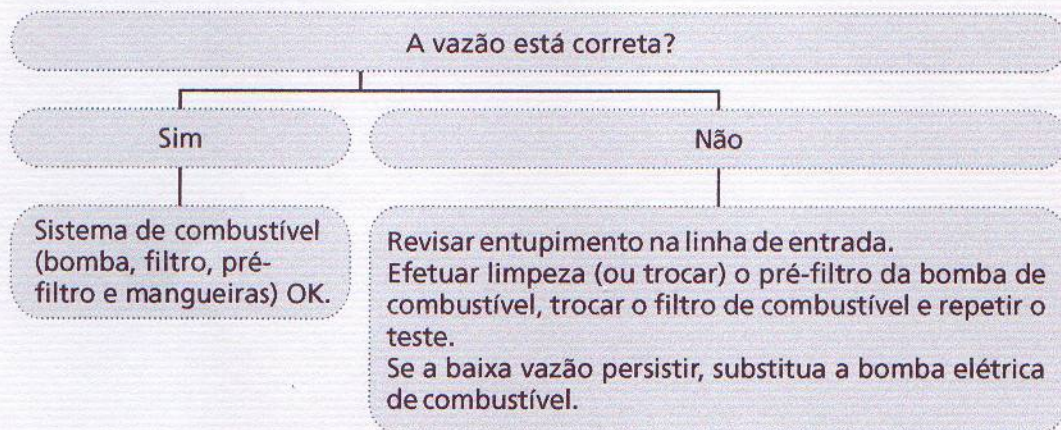 A vazão está correta?
Sim
Não
Sistema de combustível
(bomba, filtro, pré-
filtro e mangueiras) OK.
Revisar entupimento na linha de entrada.
Efetuar limpeza (ou trocar) o pré-filtro da bomba de
combustível, trocar o filtro de combustível e repetir o
teste.
Se a baixa vazão persistir, substitua a bomba elétrica
de combustível.